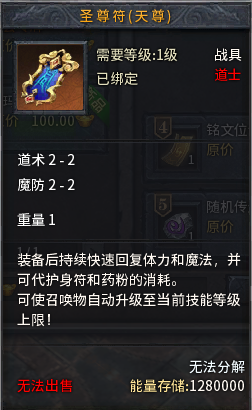 圣尊符(天尊)
需要等级:1级 战具
已绑定 道士
100.00
4 铭文位
原价
1
道术 2 - 2
魔防 2 - 2
5 随机传
原价
重量 1
1
1/1
装备后持续快速回复体力和魔法，并
可代护身符和药粉的消耗。
可使召唤物自动升级至当前技能等级
上限！
无法分解
无法出售 能量存储:1280000